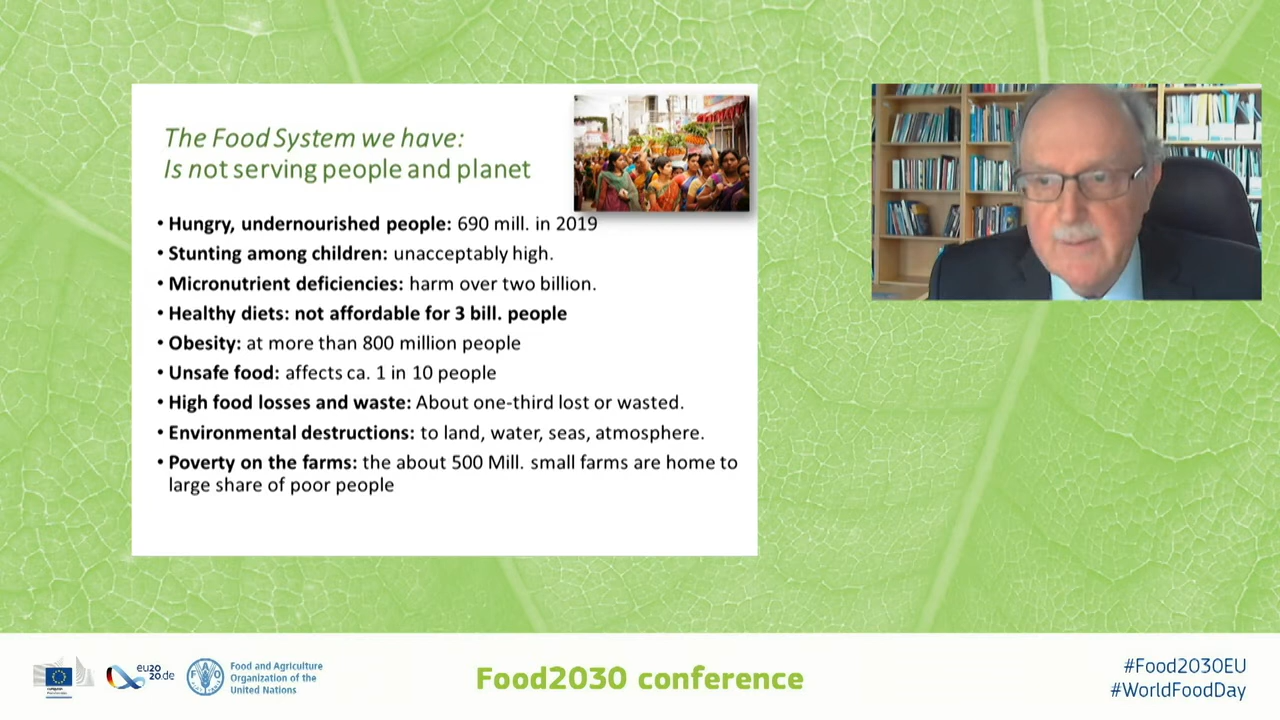 The Food System we have:
Is not serving people and planet
• Hungry, undernourished people: 690 mill. in 2019
• Stunting among children: unacceptably high.
• Micronutrient deficiencies: harm over two billion.
• Healthy diets: not affordable for 3 bill. people
• Obesity: at more than 800 million people
• Unsafe food: affects ca. 1 in 10 people
• High food losses and waste: About one-third lost or wasted.
• Environmental destructions: to land, water, seas, atmosphere.
• Poverty on the farms: the about 500 Mill. small farms are home to
large share of poor people
eu20
20.de
FAO
Food and Agriculture
Organization of the
United Nations
Food2030 conference
#Food2030EU
#WorldFoodDay